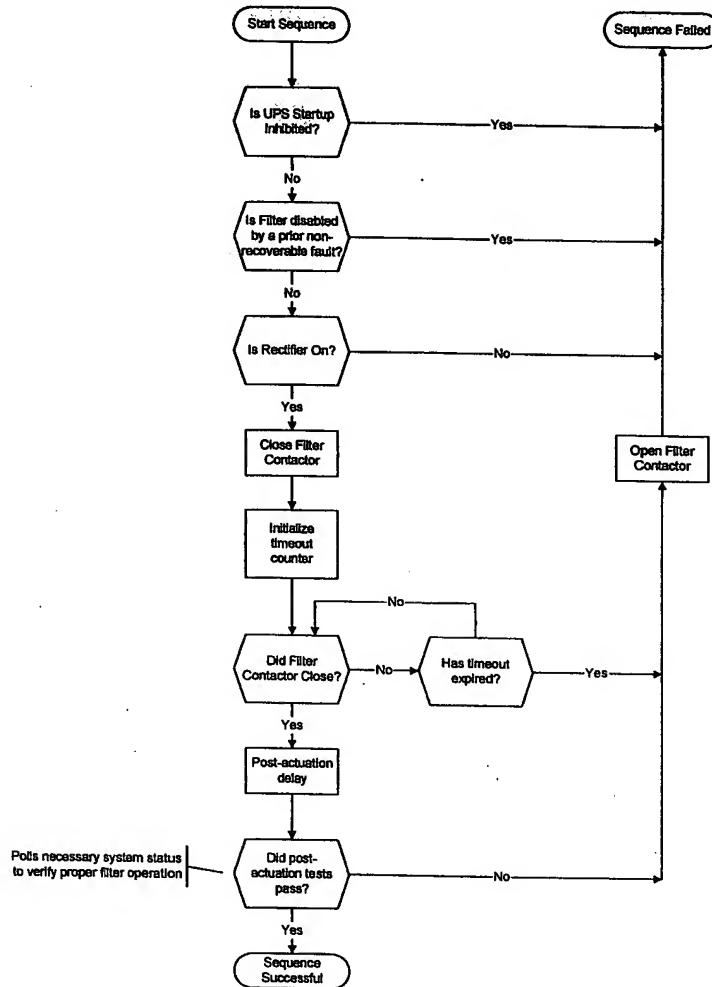 Start Sequence
Sequence Failed
Is UPS Startup
Inhibited?
Yes
No
Is Filter disabled
by a prior non-
recoverable fault?
Yes
No
Is Rectifier On?
No
Yes
Close Filter
Contactor
Open Filter
Contactor
Initialize
timeout
counter
No
Did Filter
Contactor Close?
No
Has timeout
expired?
Yes
Yes
Post-actuation
delay
Polls necessary system status
to verify proper filter operation
Did post-
actuation tests
pass?
No
Yes
Sequence
Successful